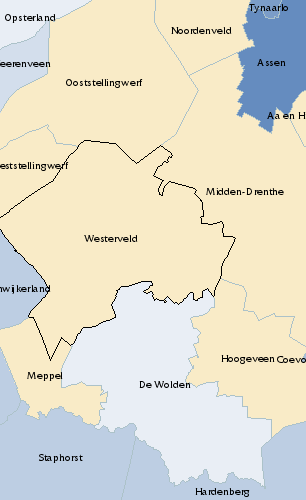 Tynaarlo
Opsterland
Noordenveld
eerenveen
Assen
Ooststellingwerf
Aa en H
eststellingwerf
Midden-Drenthe
Westerveld
nwijkerland
Hoogeveen
Coevo
Meppel
De Wolden
Staphorst
Hardenberg